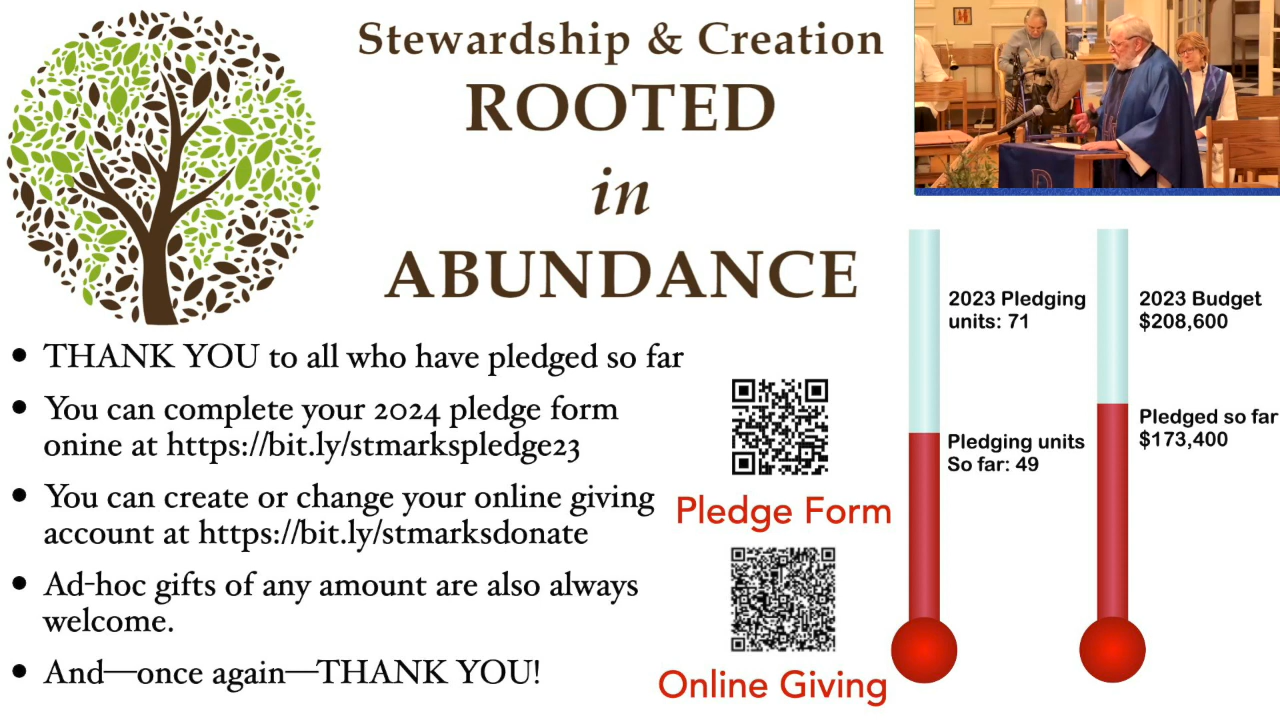 Stewardship & Creation
ROOTED
in
ABUNDANCE
• THANK YOU to all who have pledged so far
• You can complete your 2024 pledge form
onine at https://bit.ly/stmarkspledge23
• You can create or change your online giving
account at https://bit.ly/stmarksdonate
• Ad-hoc gifts of any amount are also always
welcome.
• And—once again—THANK YOU!
Pledge Form
Online Giving
2023 Pledging
units: 71
Pledging units
So far: 49
2023 Budget
$208,600
Pledged so far
$173,400